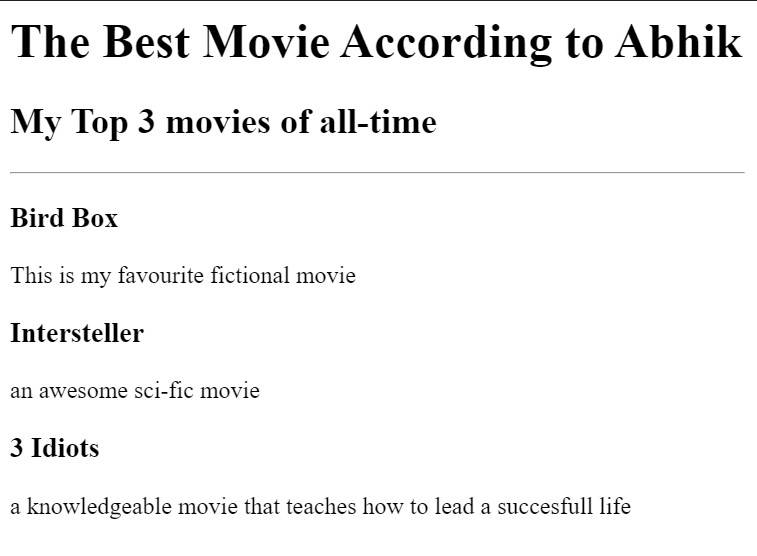 The Best Movie According to Abhik
My Top 3 movies of all-time
Bird Box
This is my favourite fictional movie
Intersteller
an awesome sci-fic movie
3 Idiots
a knowledgeable movie that teaches how to lead a succesfull life